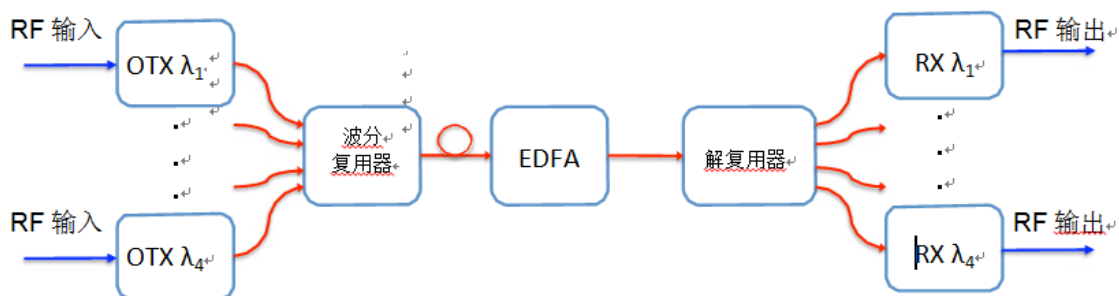 RF 输入
OTX λ1
RF 输入
OTX λ4
波分
复用器
EDFA
解复用器
RX λ1
RF 输出
RX λ4
RF 输出